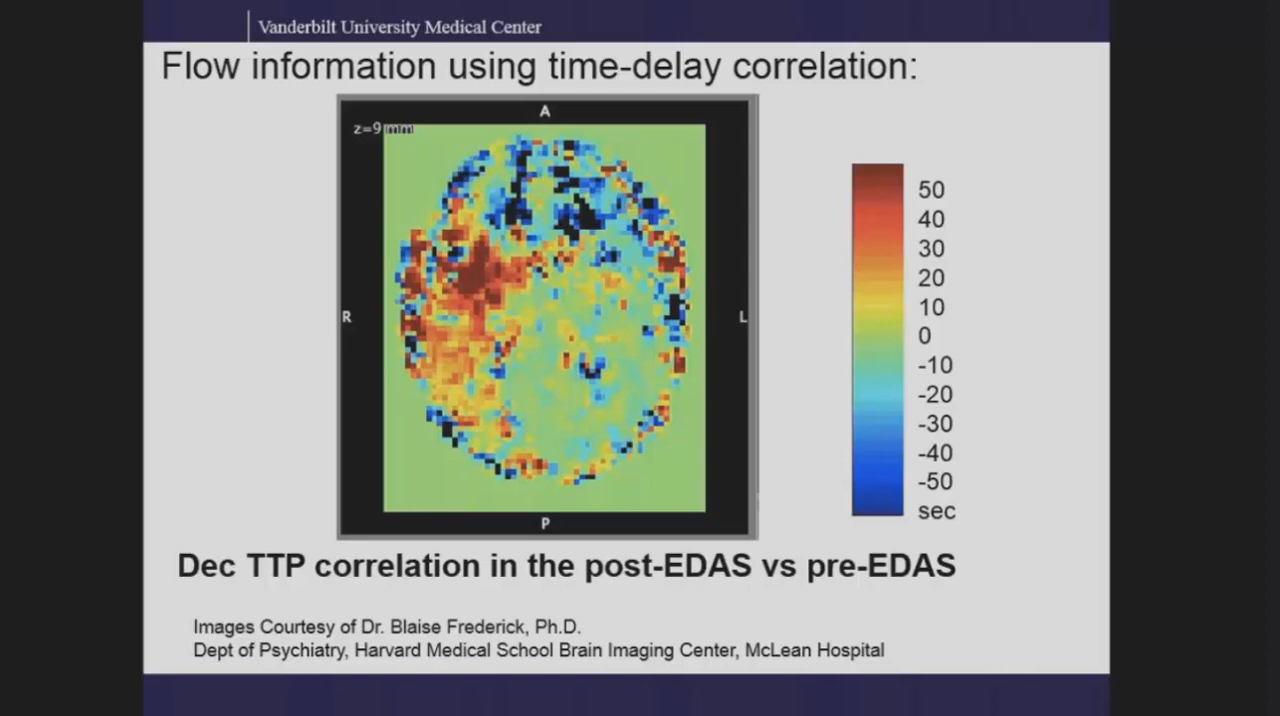 Vanderbilt University Medical Center
Flow information using time-delay correlation:
A
z=9 mm
R
L
P
50
40
30
20
10
0
-10
-20
-30
-40
-50
sec
Dec TTP correlation in the post-EDAS vs pre-EDAS
Images Courtesy of Dr. Blaise Frederick, Ph.D.
Dept of Psychiatry, Harvard Medical School Brain Imaging Center, McLean Hospital